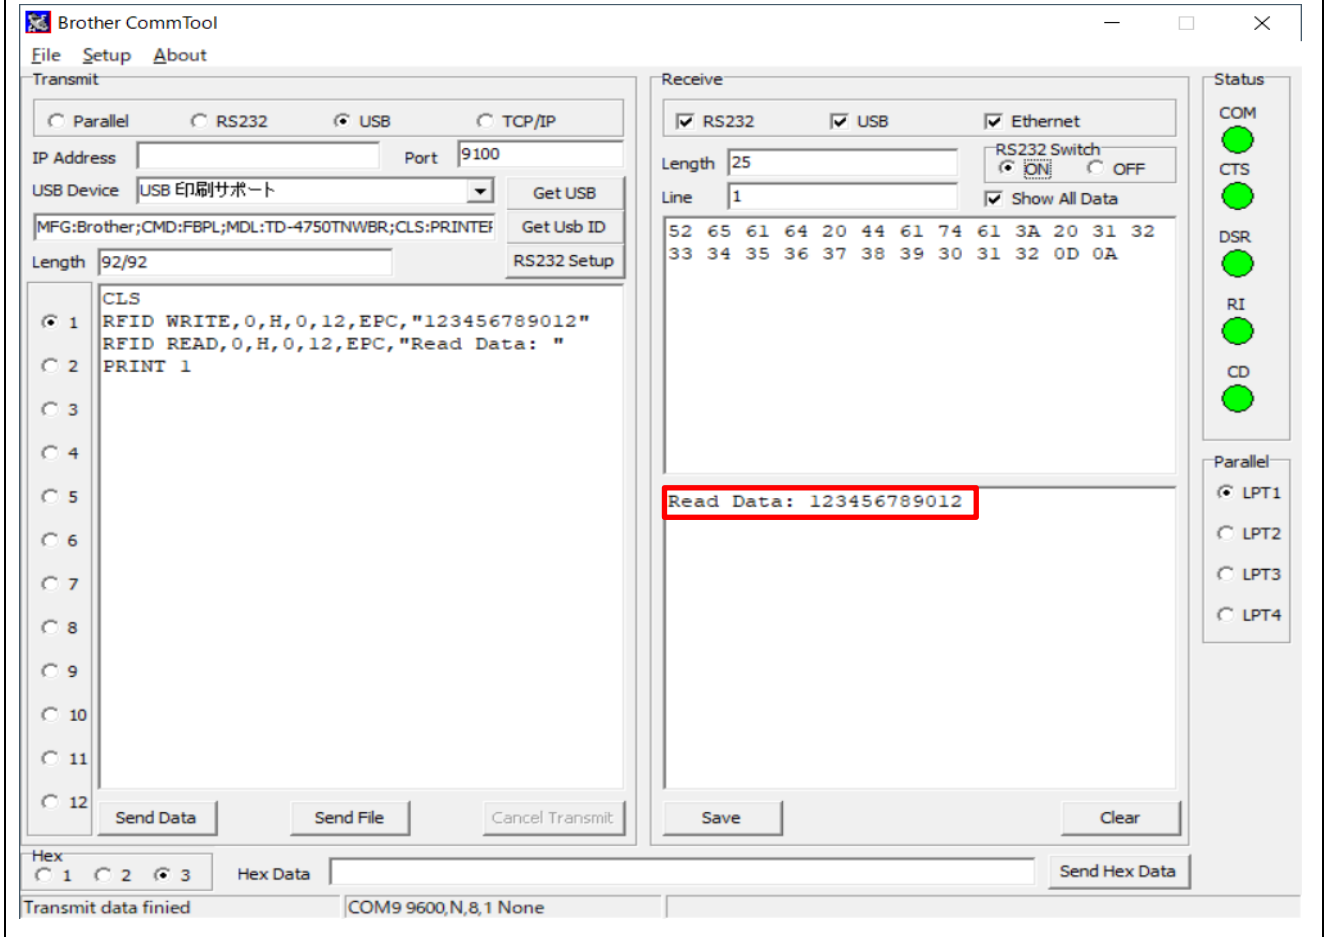 Brother CommTool
File Setup About
Transmit
Parallel RS232 USB TCP/IP
IP Address Port 9100
USB Device USB 印刷サポート Get USB
MFG:Brother;CMD:FBPL;MDL:TD-4750TNWBR;CLS:PRINTER Get Usb ID
Length 92/92 RS232 Setup
1
2
3
4
5
6
7
8
9
10
11
12
CLS
RFID WRITE,0,H,0,12,EPC,"123456789012"
RFID READ,0,H,0,12,EPC,"Read Data: "
PRINT 1
Send Data Send File Cancel Transmit
Receive
RS232 USB Ethernet
Length 25
RS232 Switch
ON OFF
Line 1 Show All Data
52 65 61 64 20 44 61 74 61 3A 20 31 32
33 34 35 36 37 38 39 30 31 32 0D 0A
Read Data: 123456789012
Save Clear
Status
COM
CTS
DSR
RI
CD
Parallel
LPT1
LPT2
LPT3
LPT4
Hex
1 2 3 Hex Data Send Hex Data
Transmit data finied COM9 9600,N,8,1 None